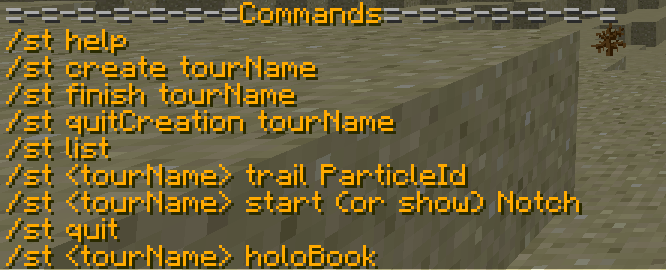 =-=-=-=-=-=-=Commands=-=-=-=-=-=-=
/st help
/st create tourName
/st finish tourName
/st quitCreation tourName
/st list
/st <tourName> trail ParticleId
/st <tourName> start (or show) Notch
/st quit
/st <tourName> holoBook